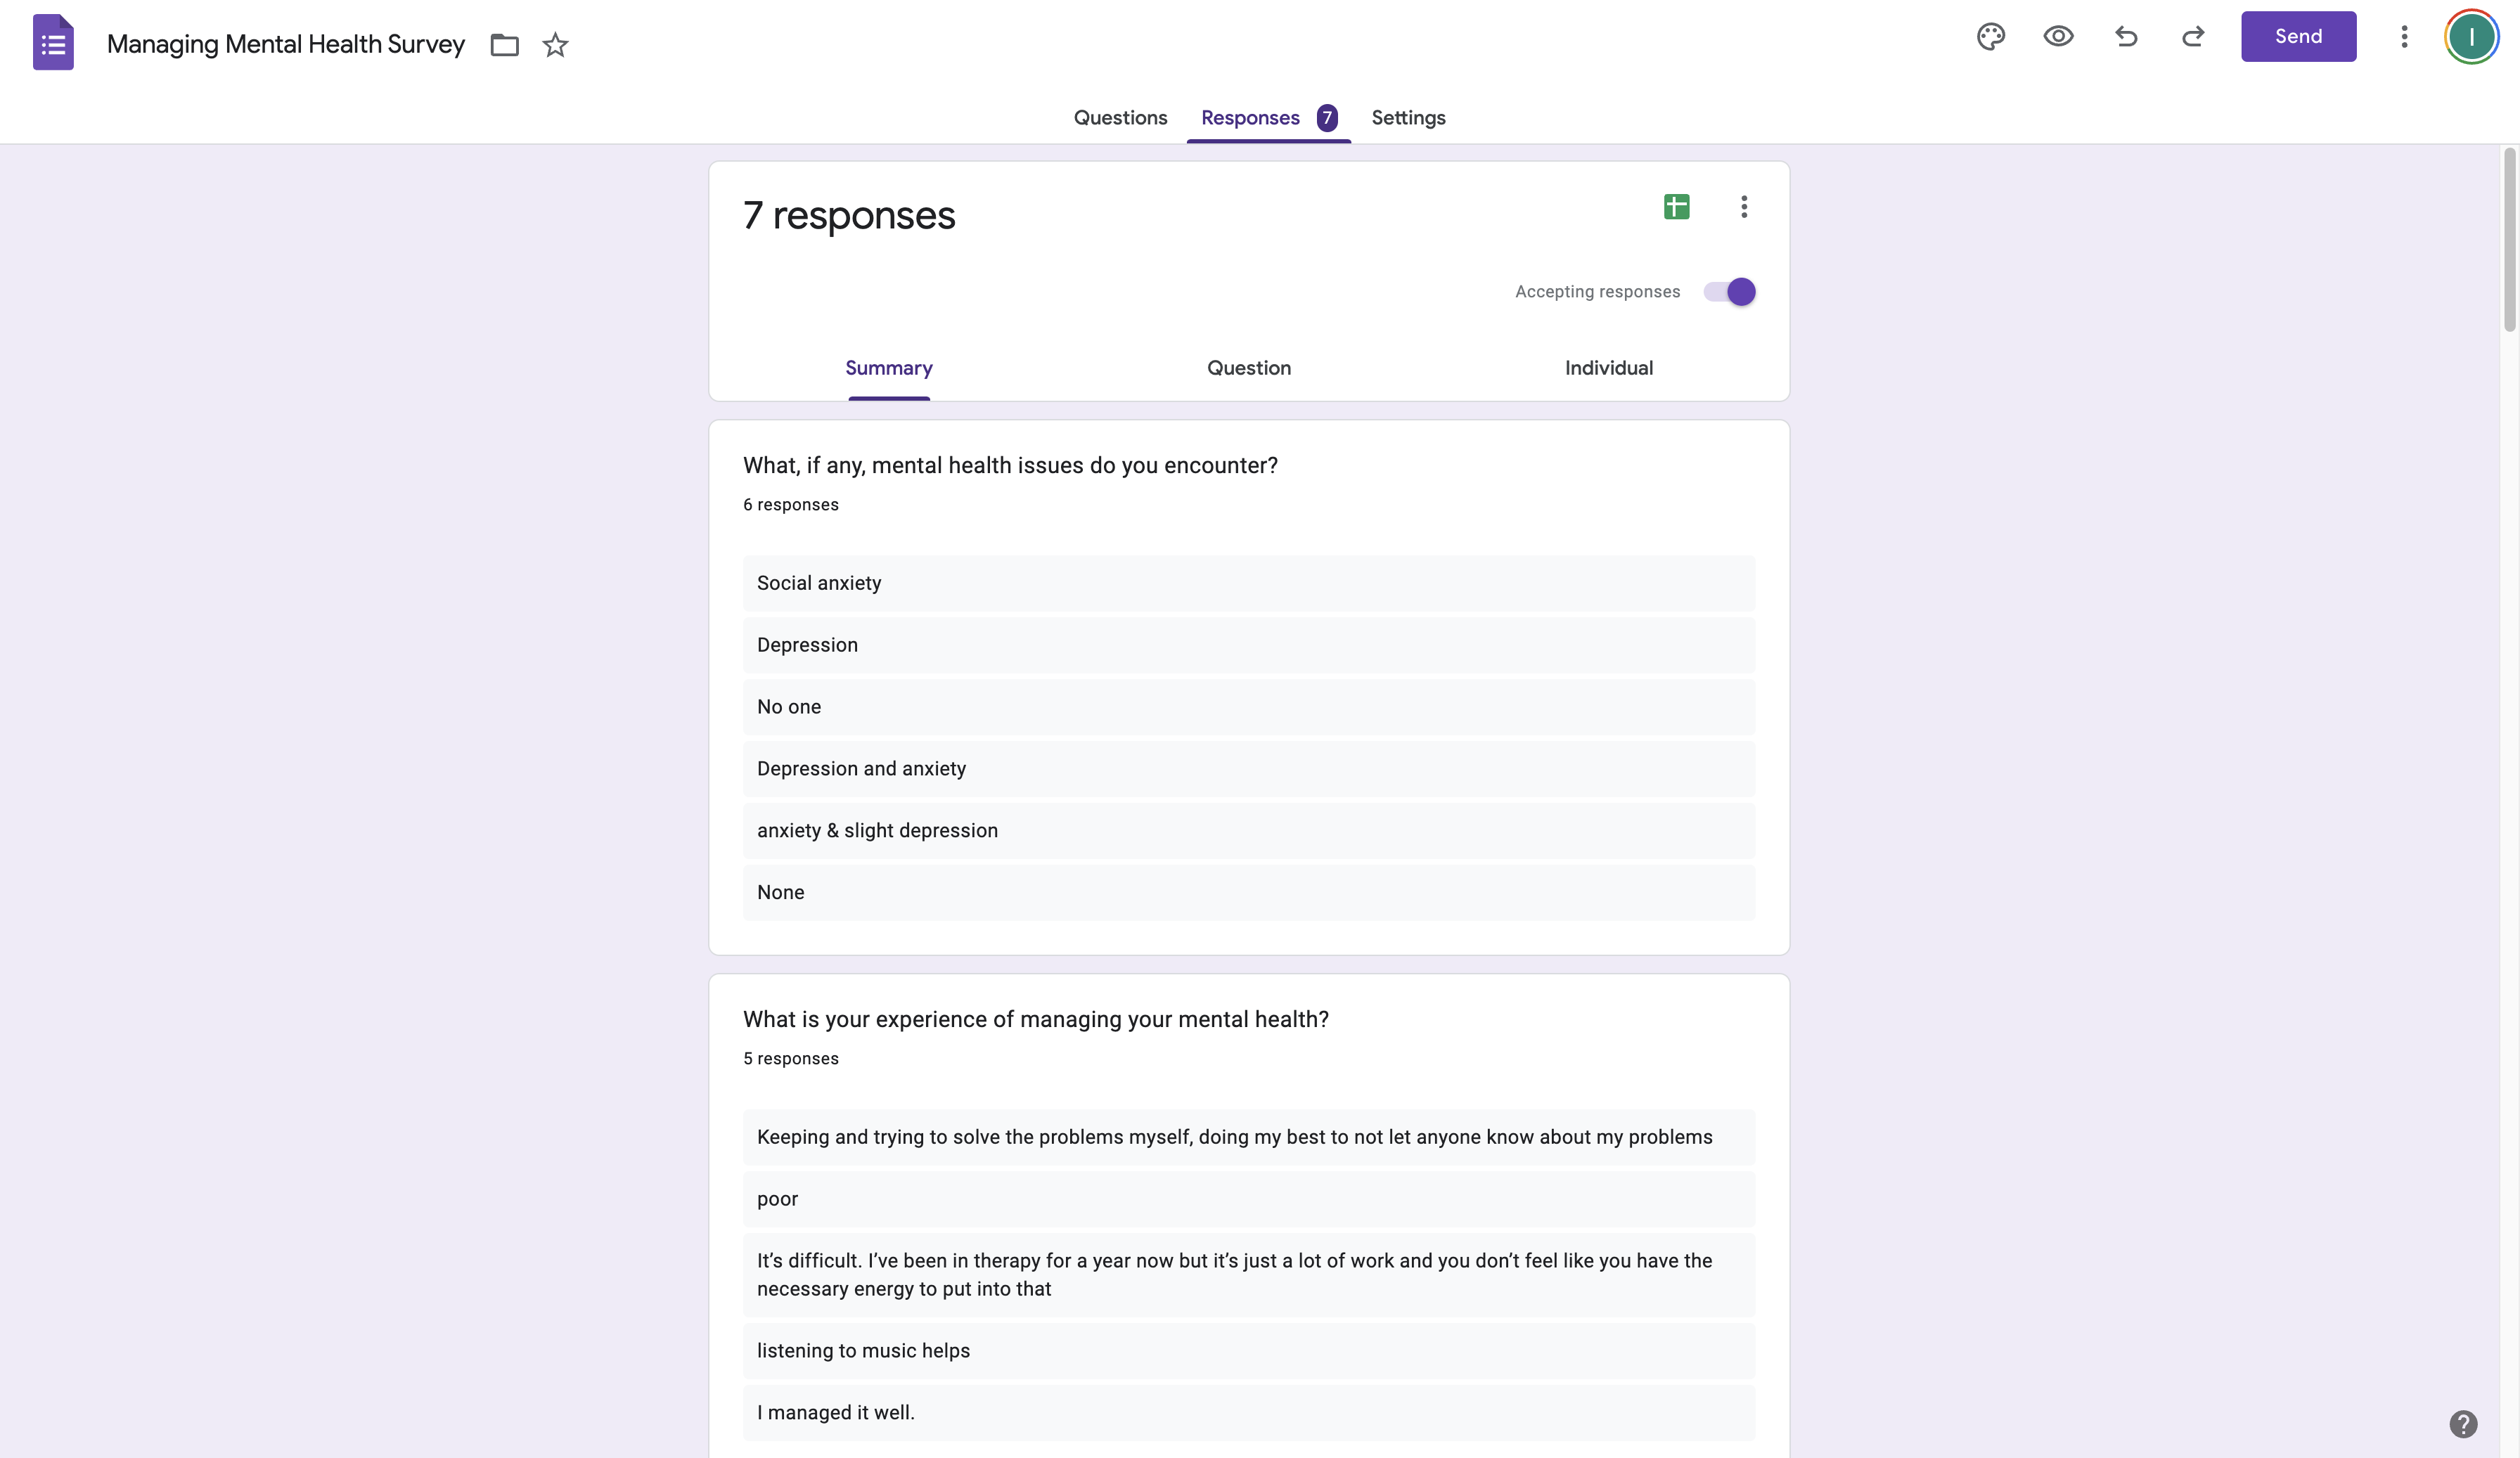 Managing Mental Health Survey
Send
I
Questions
Responses 7
Settings
7 responses
Accepting responses
Summary
Question
Individual
What, if any, mental health issues do you encounter?
6 responses
Social anxiety
Depression
No one
Depression and anxiety
anxiety & slight depression
None
What is your experience of managing your mental health?
5 responses
Keeping and trying to solve the problems myself, doing my best to not let anyone know about my problems
poor
It’s difficult. I’ve been in therapy for a year now but it’s just a lot of work and you don’t feel like you have the
necessary energy to put into that
listening to music helps
I managed it well.